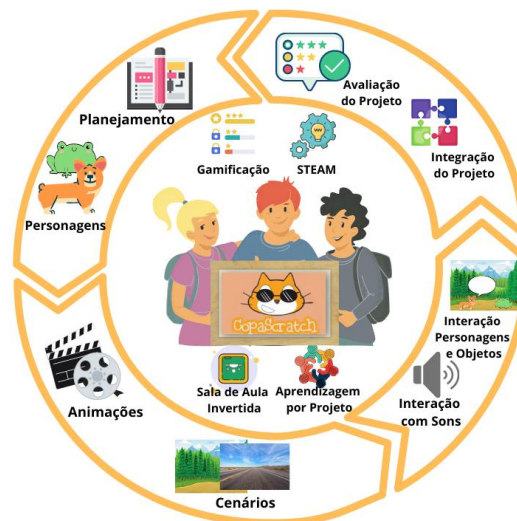 Planejamento
Avaliação
do Projeto
Integração
do Projeto
Gamificação
STEAM
Personagens
CopaScratch
Interação
Personagens
e Objetos
Interação
com Sons
Sala de Aula
Invertida
Aprendizagem
por Projeto
Animações
Cenários